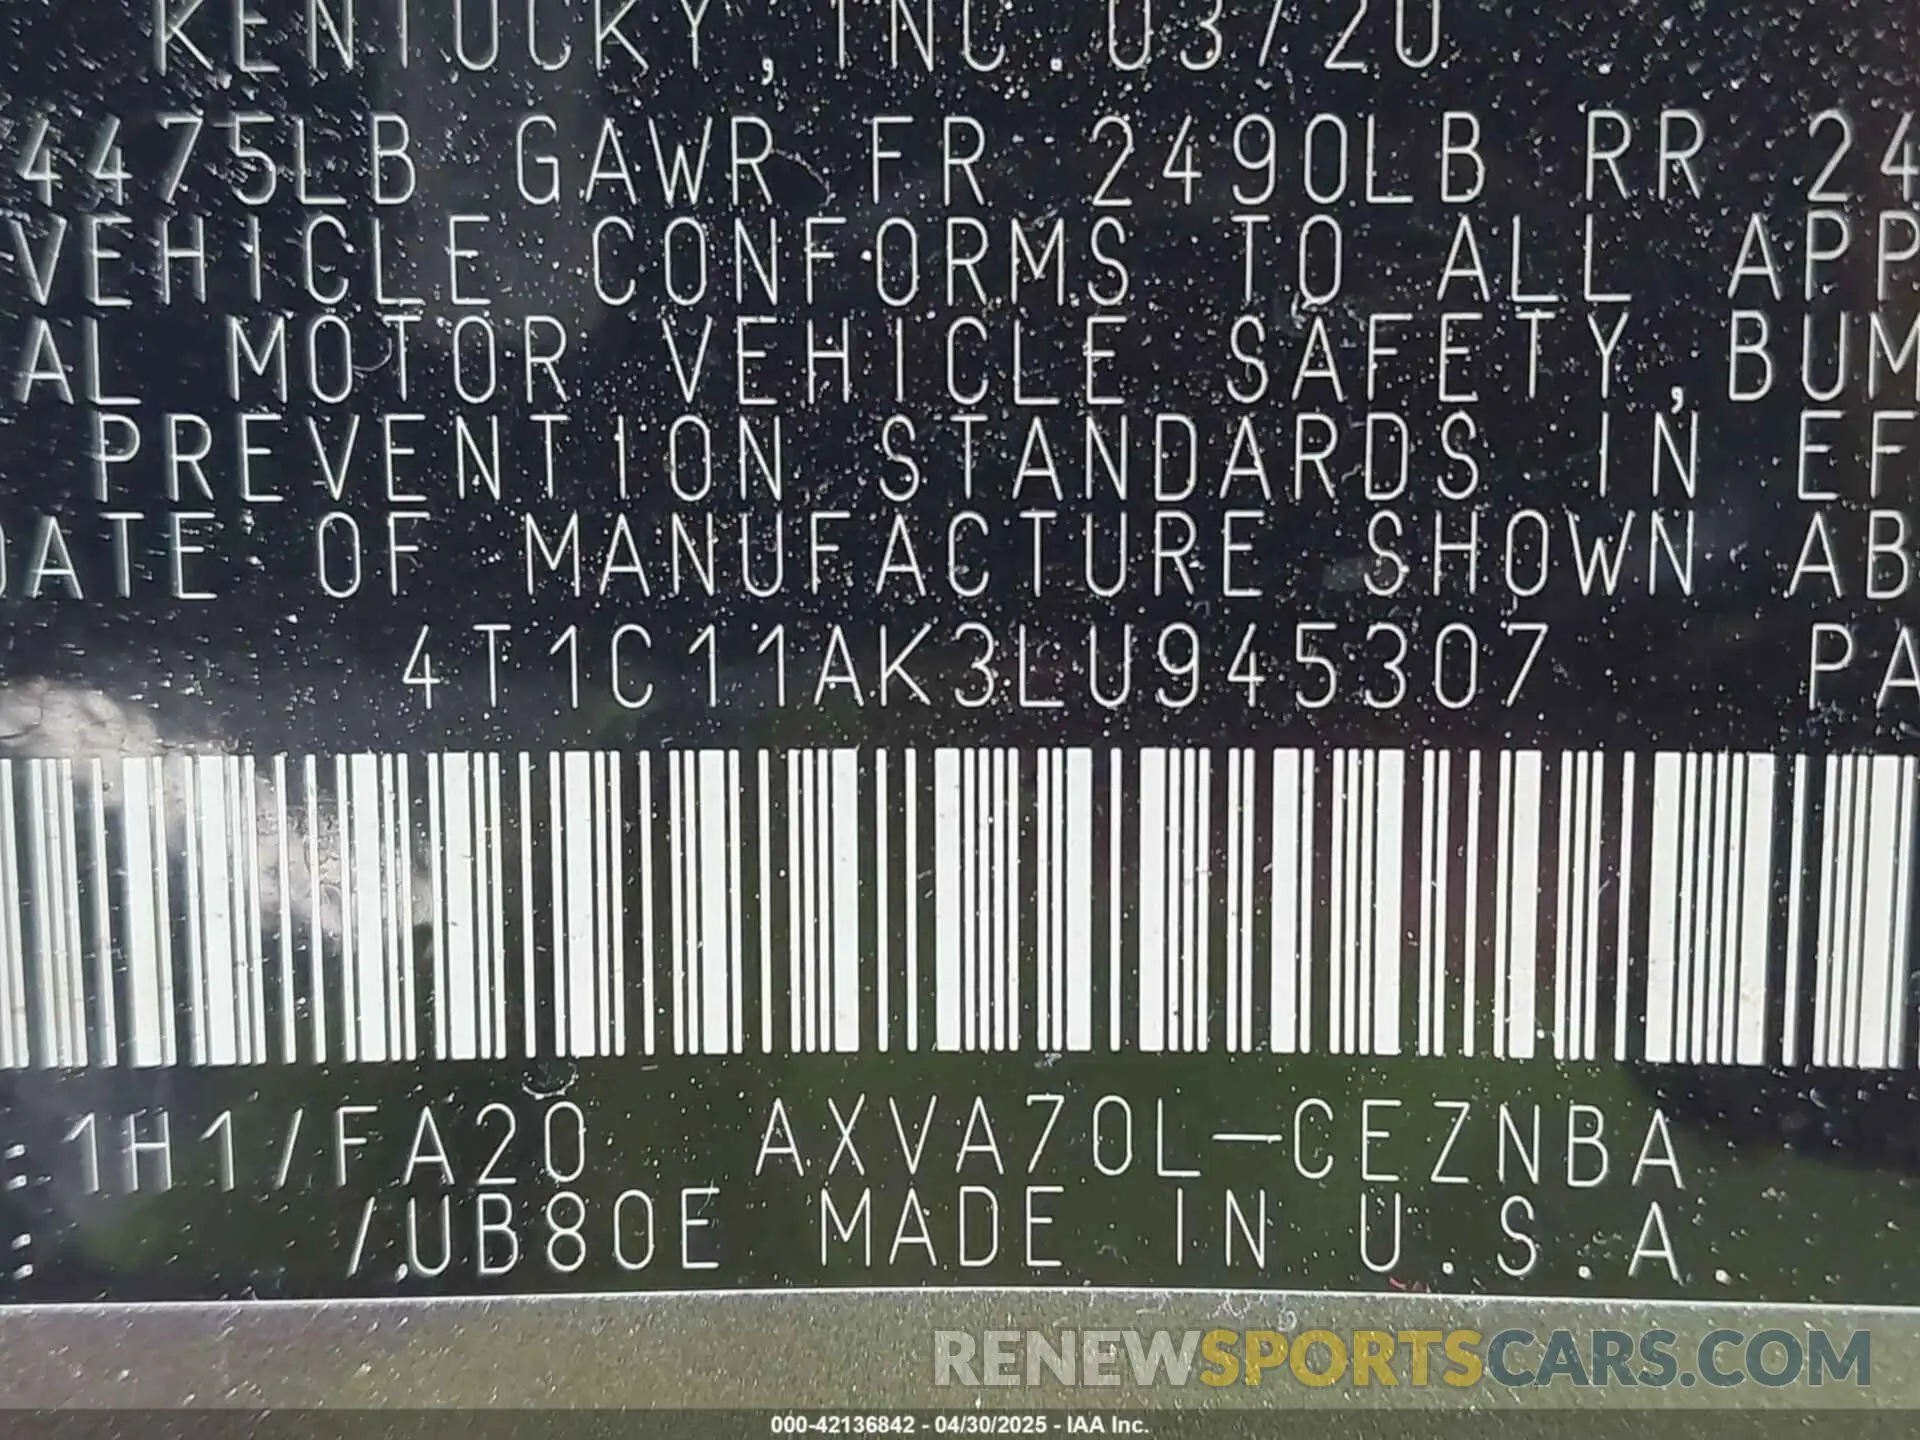 KENTUCKY, INC. 03/20
4475LB GAWR FR 2490LB RR 24
VEHICLE CONFORMS TO ALL APP
AL MOTOR VEHICLE SAFETY, BUM
PREVENTION STANDARDS IN EF
DATE OF MANUFACTURE SHOWN AB
4T1C11AK3LU945307 PA
: 1H1/FA20 AXVA70L-CEZNBA
: /UB80E MADE IN U.S.A.
RENEWSPORTSCARS.COM
000-42136842 - 04/30/2025 - IAA Inc.